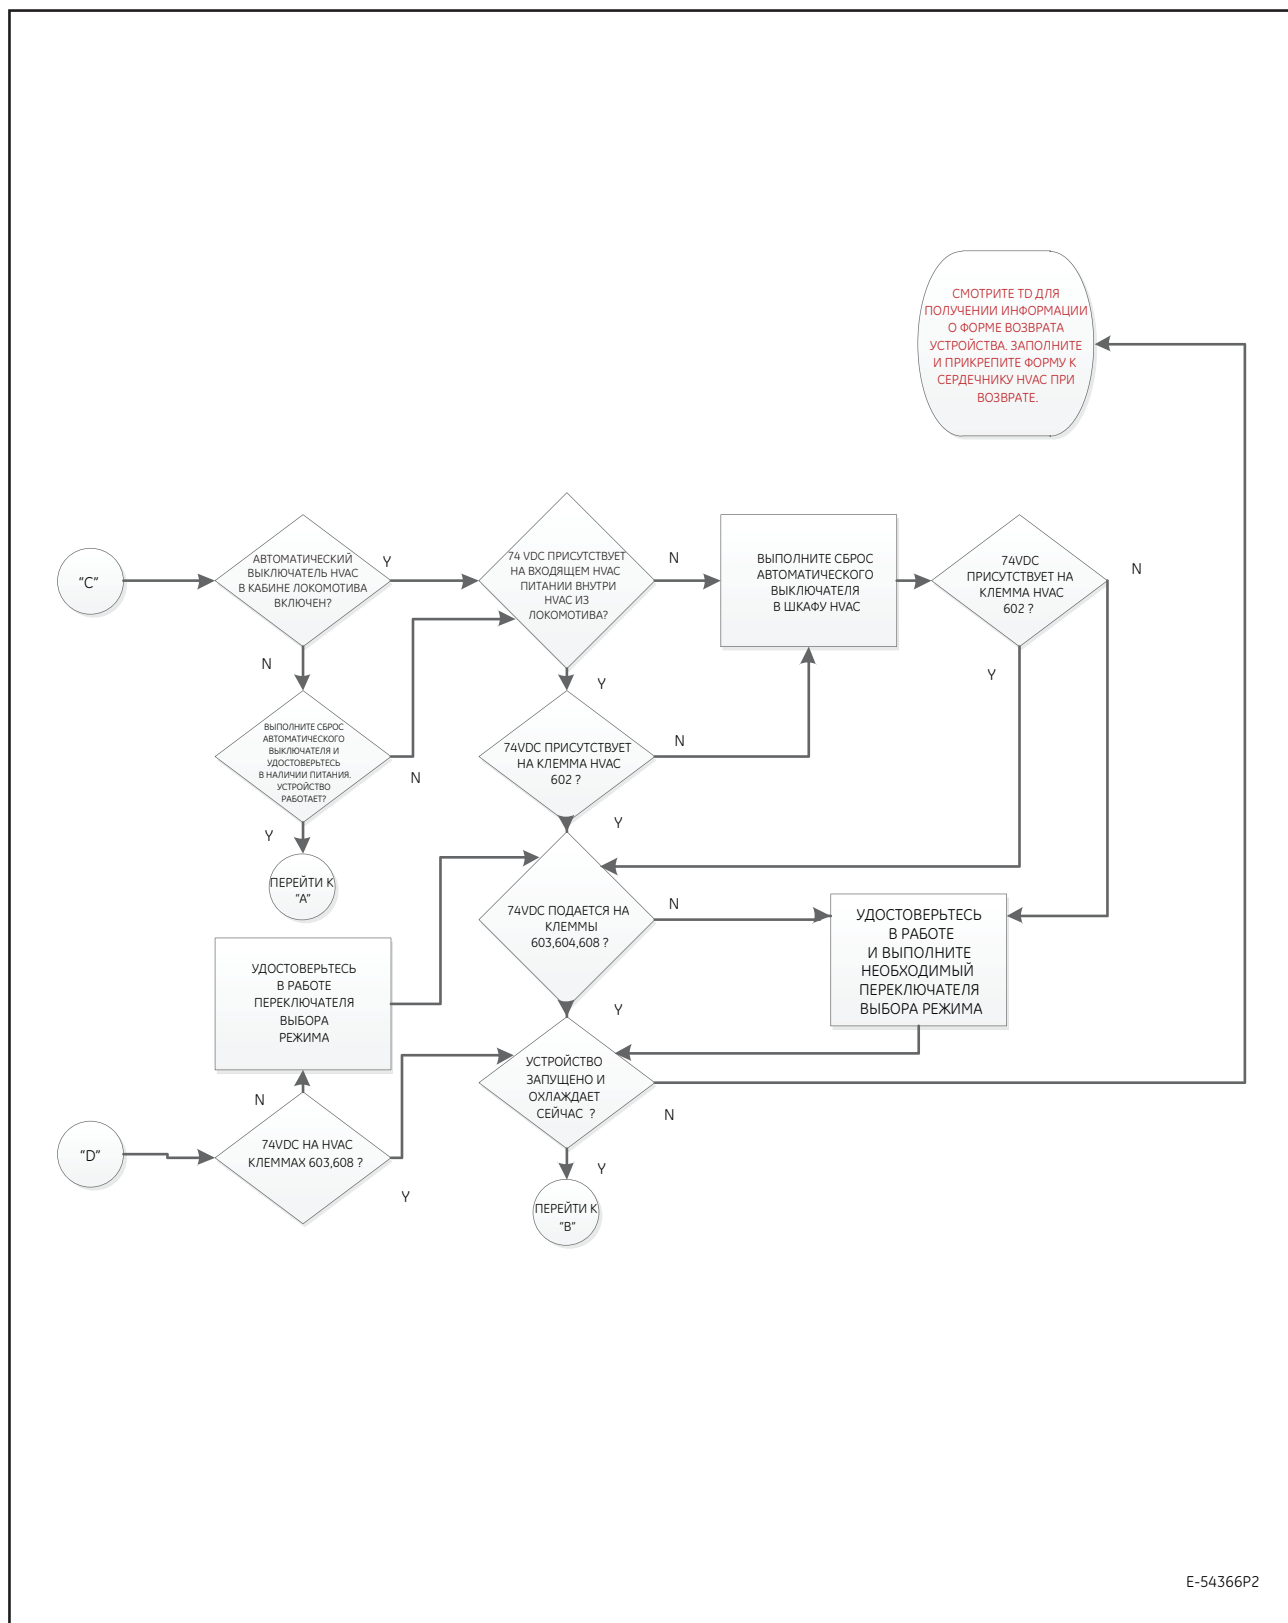 СМОТРИТЕ TD ДЛЯ
ПОЛУЧЕНИИ ИНФОРМАЦИИ
О ФОРМЕ ВОЗВРАТА
УСТРОЙСТВА. ЗАПОЛНИТЕ
И ПРИКРЕПИТЕ ФОРМУ К
СЕРДЕЧНИКУ HVAC ПРИ
ВОЗВРАТЕ.
"C"
АВТОМАТИЧЕСКИЙ
ВЫКЛЮЧАТЕЛЬ HVAC
В КАБИНЕ ЛОКОМОТИВА
ВКЛЮЧЕН?
Y
74 VDC ПРИСУТСТВУЕТ
НА ВХОДЯЩЕМ HVAC
ПИТАНИИ ВНУТРИ
HVAC ИЗ
ЛОКОМОТИВА?
N
ВЫПОЛНИТЕ СБРОС
АВТОМАТИЧЕСКОГО
ВЫКЛЮЧАТЕЛЯ
В ШКАФУ HVAC
74VDC
ПРИСУТСТВУЕТ НА
КЛЕММА HVAC
602 ?
N
N
Y
Y
ВЫПОЛНИТЕ СБРОС
АВТОМАТИЧЕСКОГО
ВЫКЛЮЧАТЕЛЯ И
УДОСТОВЕРЬТЕСЬ
В НАЛИЧИИ ПИТАНИЯ.
УСТРОЙСТВО
РАБОТАЕТ?
N
74VDC ПРИСУТСТВУЕТ
НА КЛЕММА HVAC
602 ?
N
Y
Y
ПЕРЕЙТИ К
"A"
74VDC ПОДАЕТСЯ НА
КЛЕММЫ
603,604,608 ?
N
УДОСТОВЕРЬТЕСЬ
В РАБОТЕ
И ВЫПОЛНИТЕ
НЕОБХОДИМЫЙ
ПЕРЕКЛЮЧАТЕЛЯ
ВЫБОРА РЕЖИМА
УДОСТОВЕРЬТЕСЬ
В РАБОТЕ
ПЕРЕКЛЮЧАТЕЛЯ
ВЫБОРА
РЕЖИМА
Y
УСТРОЙСТВО
ЗАПУЩЕНО И
ОХЛАЖДАЕТ
СЕЙЧАС ?
N
N
"D"
74VDC НА HVAC
КЛЕММАХ 603,608 ?
Y
Y
ПЕРЕЙТИ К
"B"
E-54366P2